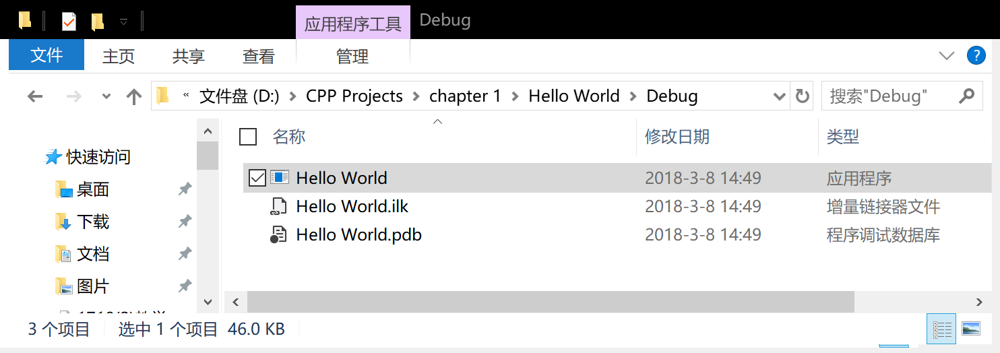 应用程序工具 Debug
文件 主页 共享 查看 管理
« 文件盘 (D:) CPP Projects chapter 1 Hello World Debug 搜索"Debug"
名称 修改日期 类型
快速访问
桌面
下载
文档
图片
Hello World 2018-3-8 14:49 应用程序
Hello World.ilk 2018-3-8 14:49 增量链接器文件
Hello World.pdb 2018-3-8 14:49 程序调试数据库
3 个项目 选中 1 个项目 46.0 KB